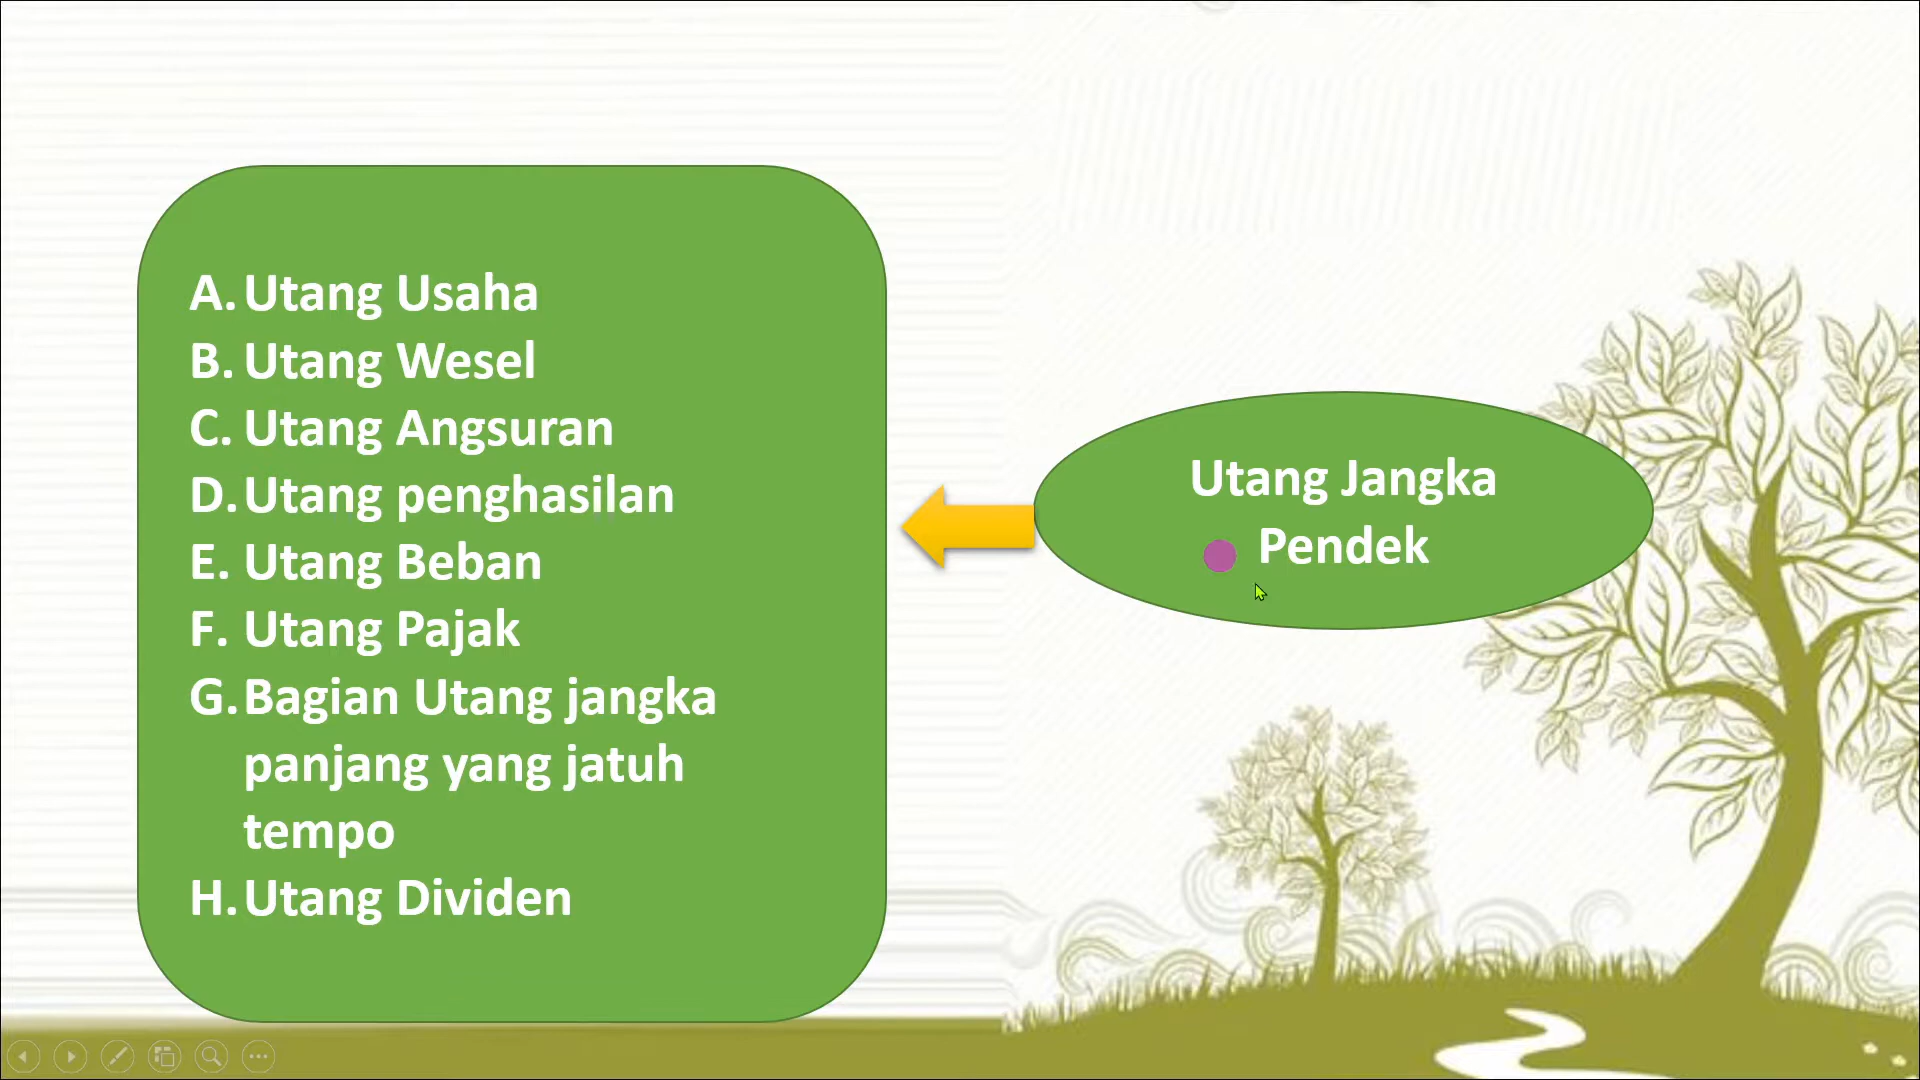 A. Utang Usaha
B. Utang Wesel
C. Utang Angsuran
D. Utang penghasilan
E. Utang Beban
F. Utang Pajak
G. Bagian Utang jangka
panjang yang jatuh
tempo
H. Utang Dividen
Utang Jangka
Pendek